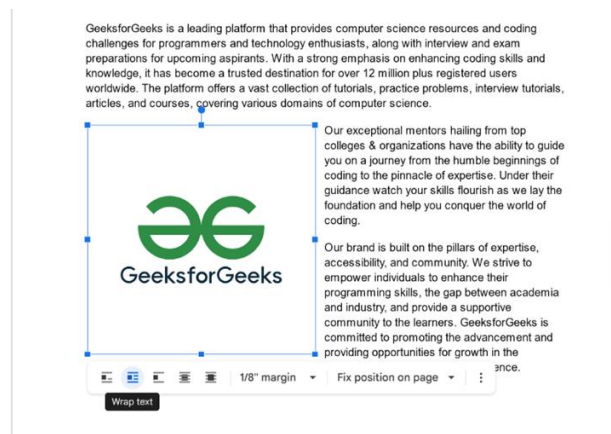 GeeksforGeeks is a leading platform that provides computer science resources and coding
challenges for programmers and technology enthusiasts, along with interview and exam
preparations for upcoming aspirants. With a strong emphasis on enhancing coding skills and
knowledge, it has become a trusted destination for over 12 million plus registered users
worldwide. The platform offers a vast collection of tutorials, practice problems, interview tutorials,
articles, and courses, covering various domains of computer science.
Our exceptional mentors hailing from top
colleges & organizations have the ability to guide
you on a journey from the humble beginnings of
coding to the pinnacle of expertise. Under their
guidance watch your skills flourish as we lay the
foundation and help you conquer the world of
coding.
Our brand is built on the pillars of expertise,
accessibility, and community. We strive to
empower individuals to enhance their
programming skills, the gap between academia
and industry, and provide a supportive
community to the learners. GeeksforGeeks is
committed to promoting the advancement and
providing opportunities for growth in the
ence.
GeeksforGeeks
1/8" margin
Fix position on page
Wrap text